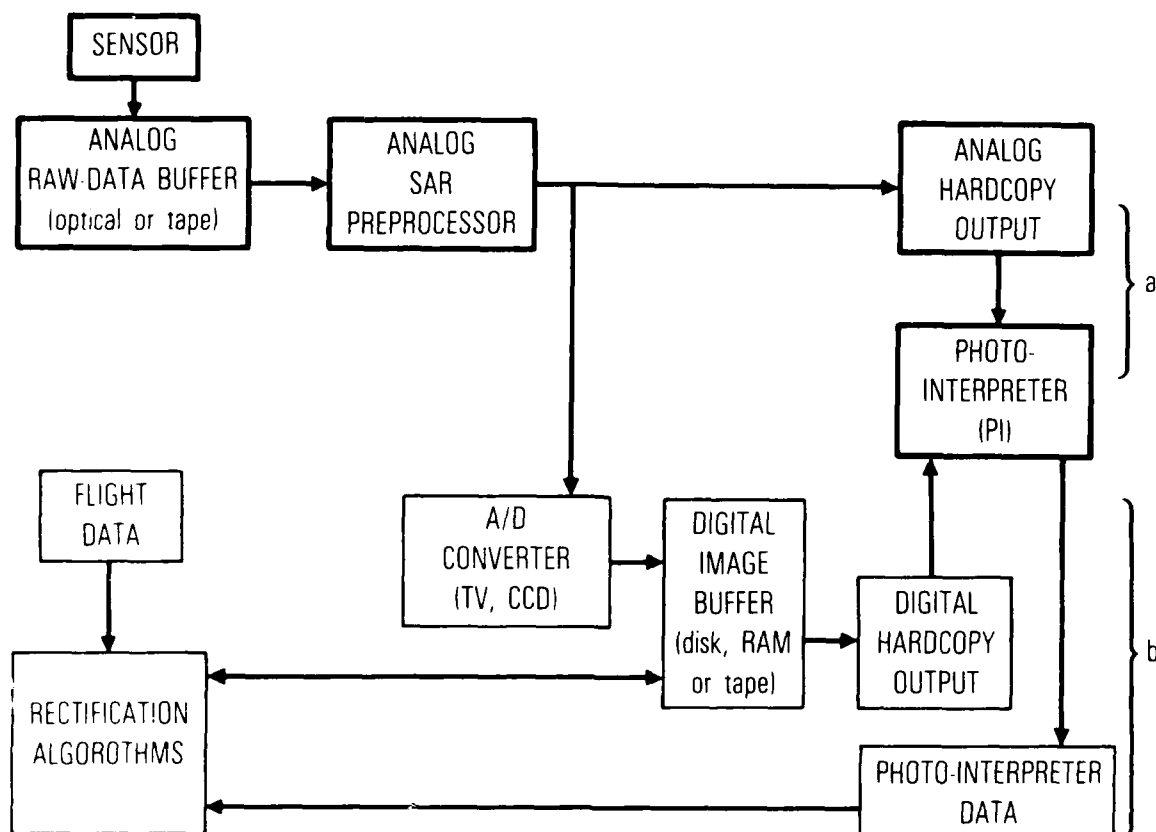 SENSOR
ANALOG
RAW-DATA BUFFER
(optical or tape)
ANALOG
SAR
PREPROCESSOR
ANALOG
HARDCOPY
OUTPUT
a
PHOTO-
INTERPRETER
(PI)
FLIGHT
DATA
A/D
CONVERTER
(TV, CCD)
DIGITAL
IMAGE
BUFFER
(disk, RAM
or tape)
DIGITAL
HARDCOPY
OUTPUT
b
RECTIFICATION
ALGOROTHMS
PHOTO-INTERPRETER
DATA